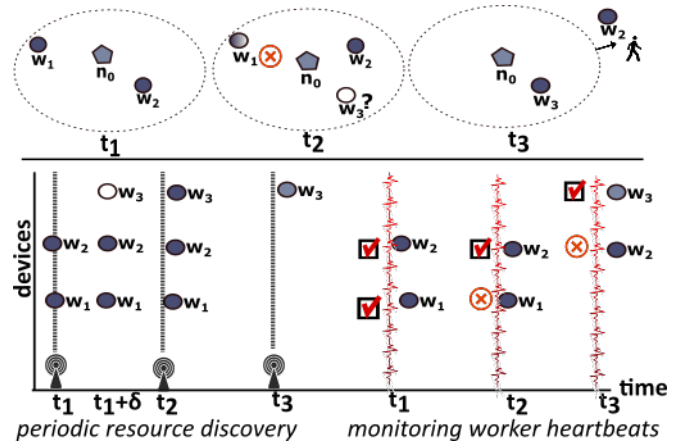 w₂
w₁ n₀ w₂
w₁ n₀ w₂ w₃?
n₀ w₃
t₁ t₂ t₃
devices
w₃ w₃ w₃ w₃
w₂ w₂ w₂ w₂ w₂ w₂
w₁ w₁ w₁ w₁ w₁
time
t₁ t₁+δ t₂ t₃ t₁ t₂ t₃
periodic resource discovery monitoring worker heartbeats